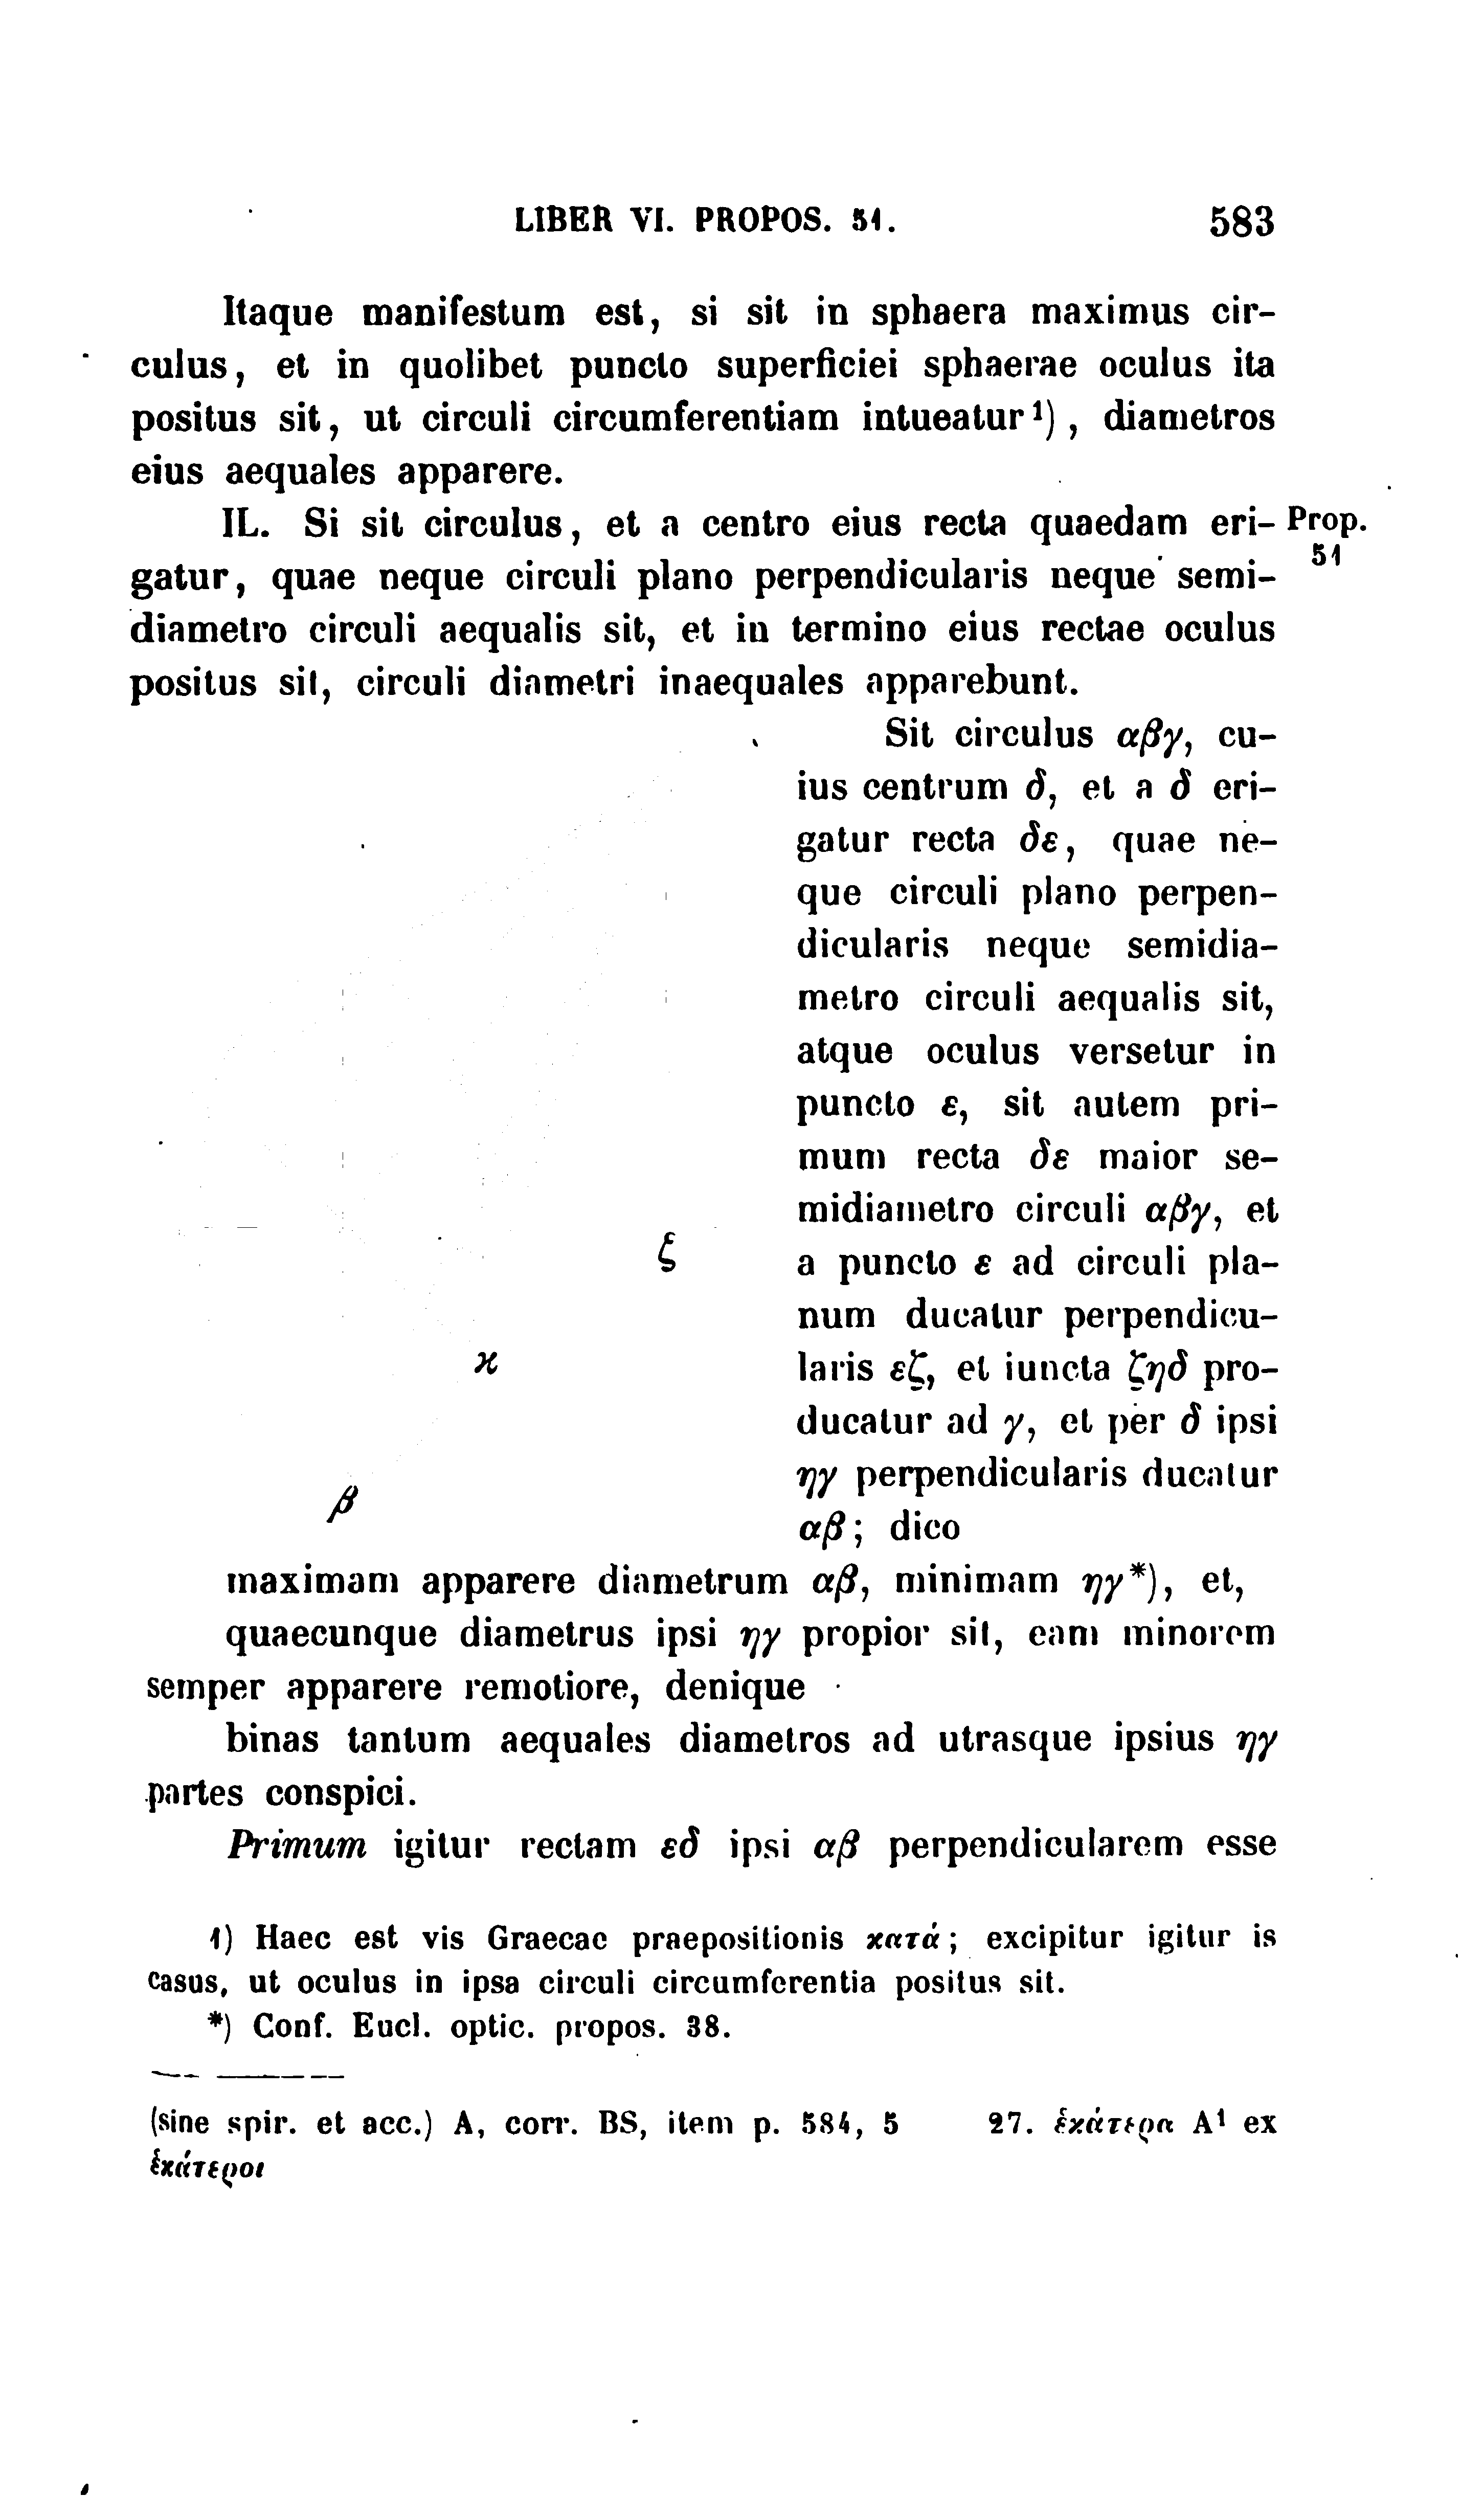 LIBER VI. PROPOS. 51. 583
Itaque manifestum est, si sit in sphaera maximus cir-
culus, et in quolibet puncto superficiei sphaerae oculus ita
positus sit, ut circuli circumferentiam intueatur¹), diametros
eius aequales apparere.
IL. Si sit circulus, et a centro eius recta quaedam eri- Prop.
51
gatur, quae neque circuli plano perpendicularis neque semi-
diametro circuli aequalis sit, et in termino eius rectae oculus
positus sit, circuli diametri inaequales apparebunt.
Sit circulus αβγ, cu-
ius centrum δ, et a δ eri-
gatur recta δε, quae ne-
que circuli plano perpen-
dicularis neque semidia-
metro circuli aequalis sit,
atque oculus versetur in
puncto ε, sit autem pri-
mum recta δε maior se-
midiametro circuli αβγ, et
a puncto ε ad circuli pla-
num ducatur perpendicu-
laris εζ, et iuncta ζηδ pro-
ducatur ad γ, et per δ ipsi
ηγ perpendicularis ducatur
αβ; dico
ζ
κ
β
maximam apparere diametrum αβ, minimam ηγ*), et,
quaecunque diametrus ipsi ηγ propior sit, eam minorem
semper apparere remotiore, denique
binas tantum aequales diametros ad utrasque ipsius ηγ
partes conspici.
Primum igitur rectam εδ ipsi αβ perpendicularem esse
1) Haec est vis Graecae praepositionis κατά; excipitur igitur is
casus, ut oculus in ipsa circuli circumferentia positus sit.
*) Conf. Eucl. optic. propos. 38.
(sine spir. et acc.) A, corr. BS, item p. 584, 5 27. ἑκάτερα A¹ ex
ἑκάτεροι